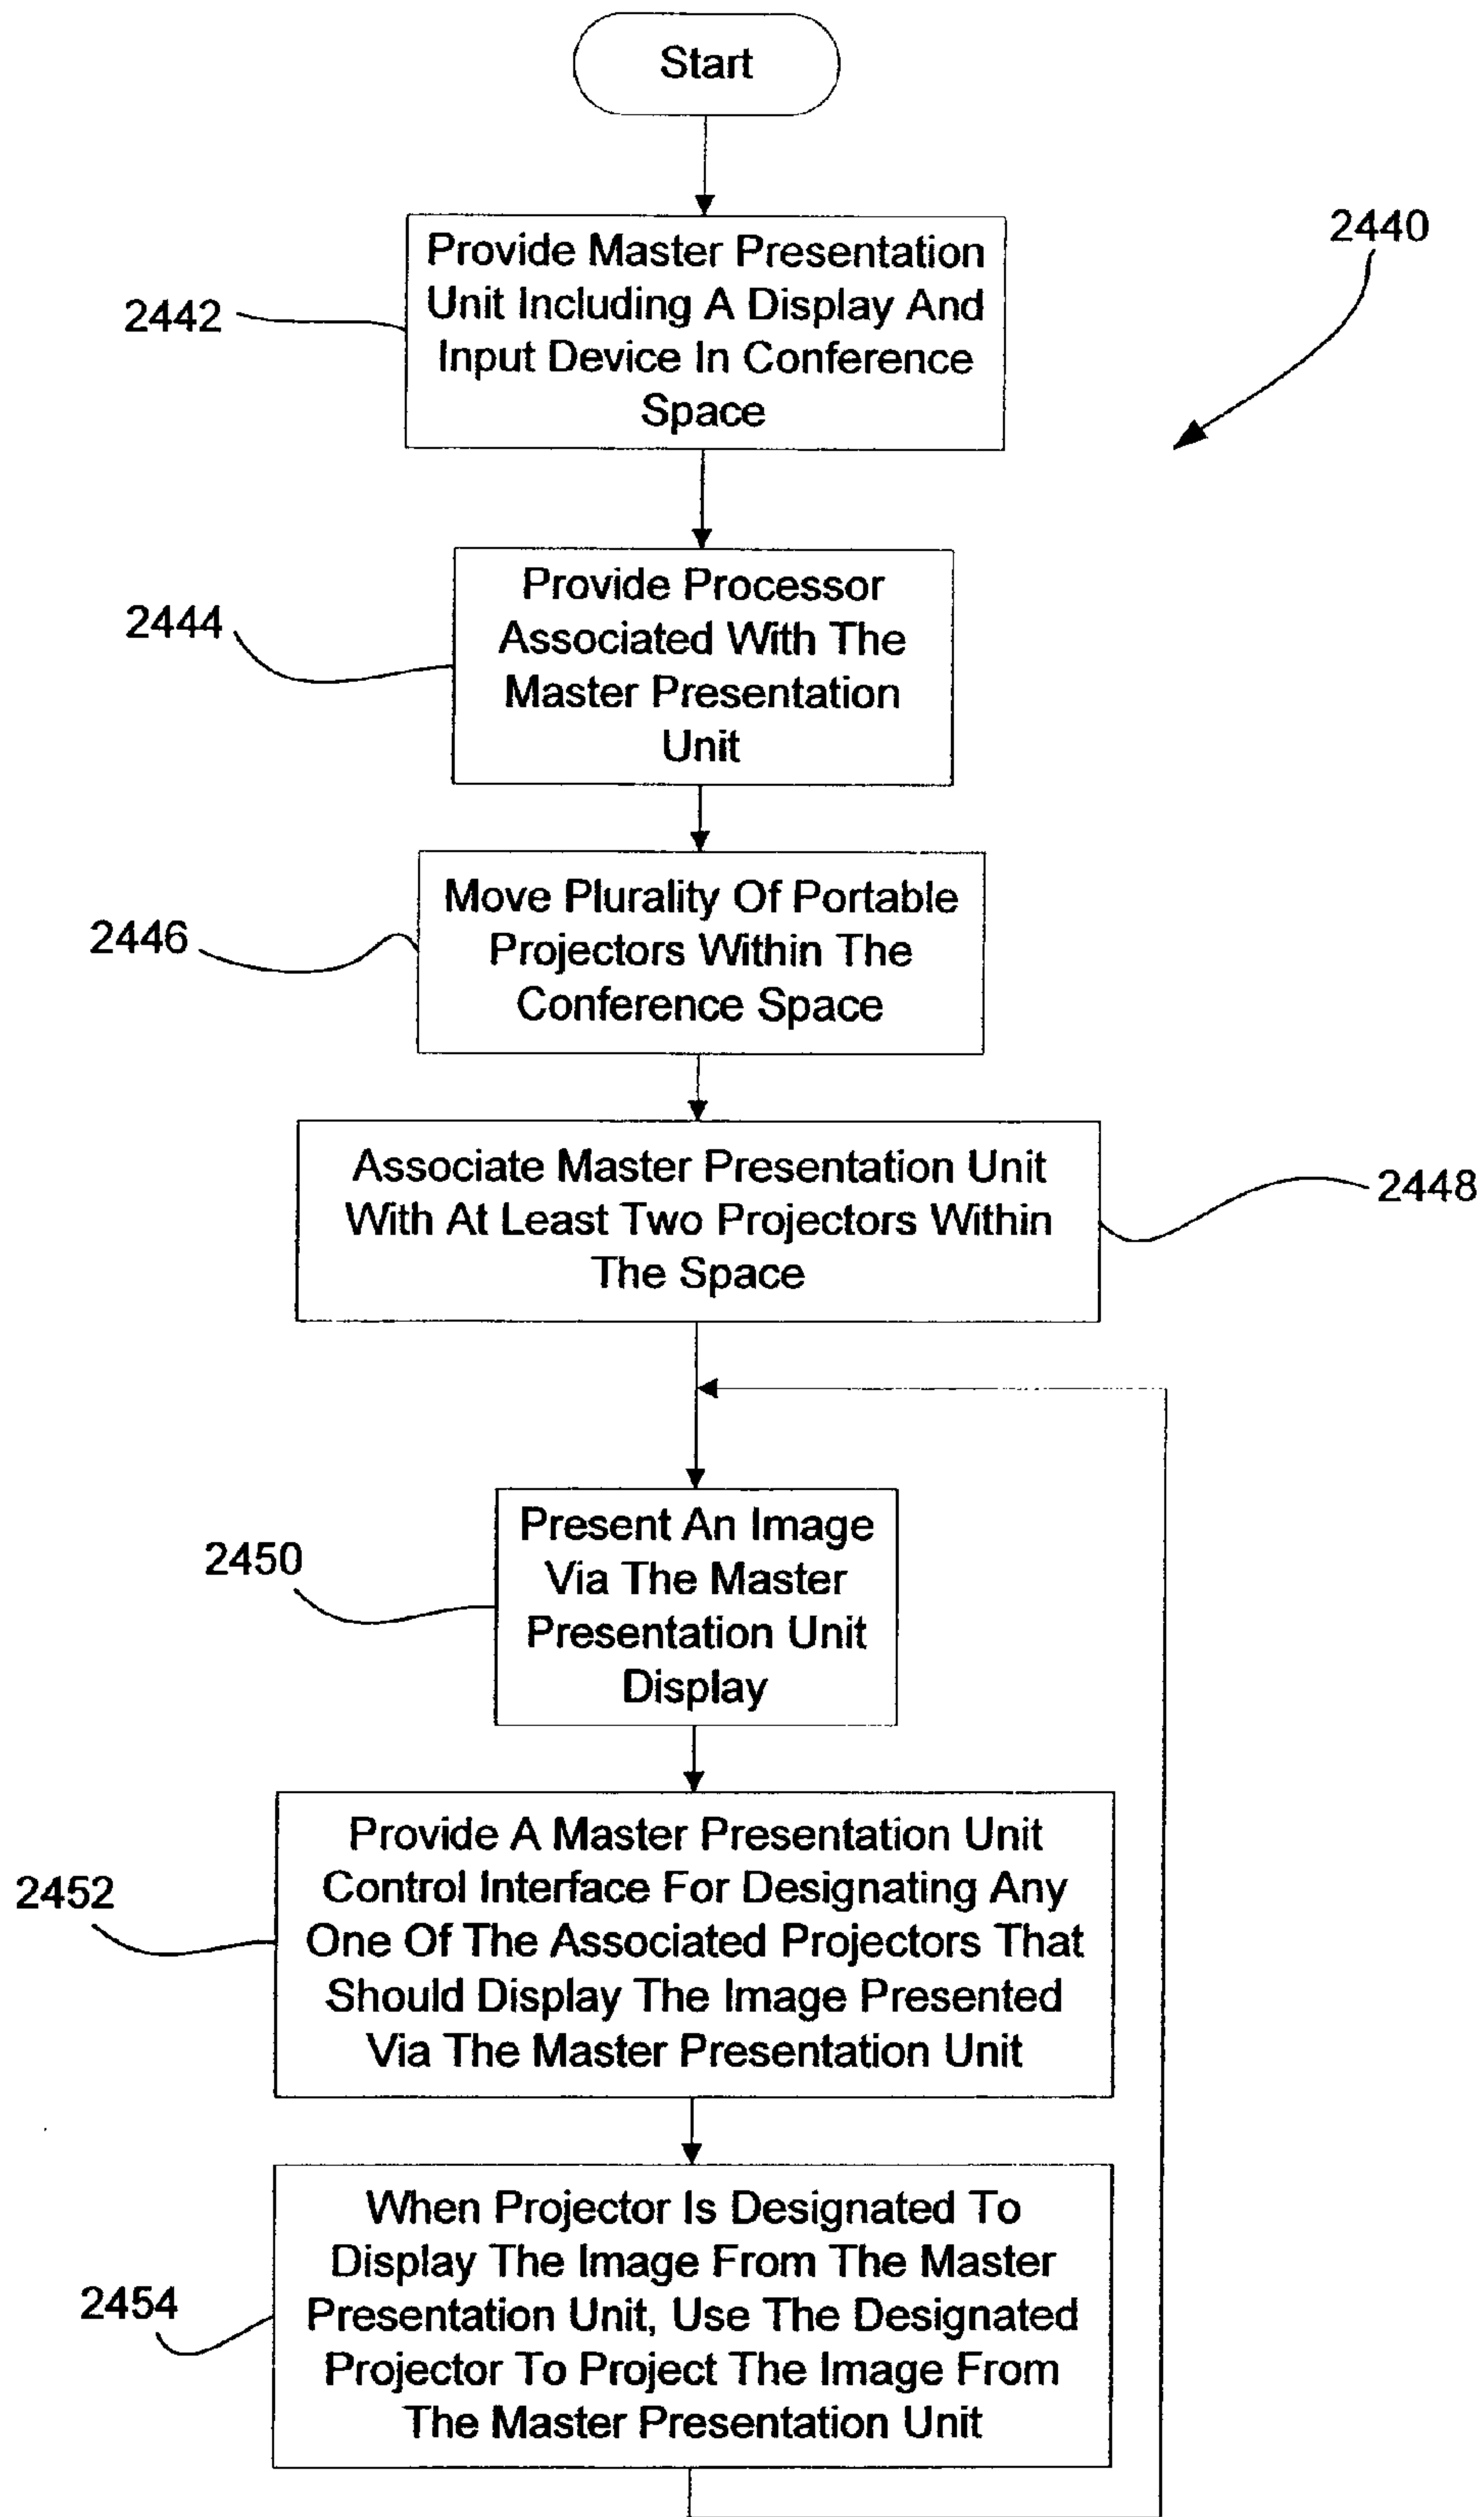 Start
2440
Provide Master Presentation
Unit Including A Display And
Input Device In Conference
Space
2442
Provide Processor
Associated With The
Master Presentation
Unit
2444
Move Plurality Of Portable
Projectors Within The
Conference Space
2446
Associate Master Presentation Unit
With At Least Two Projectors Within
The Space
2448
Present An Image
Via The Master
Presentation Unit
Display
2450
Provide A Master Presentation Unit
Control Interface For Designating Any
One Of The Associated Projectors That
Should Display The Image Presented
Via The Master Presentation Unit
2452
When Projector Is Designated To
Display The Image From The Master
Presentation Unit, Use The Designated
Projector To Project The Image From
The Master Presentation Unit
2454